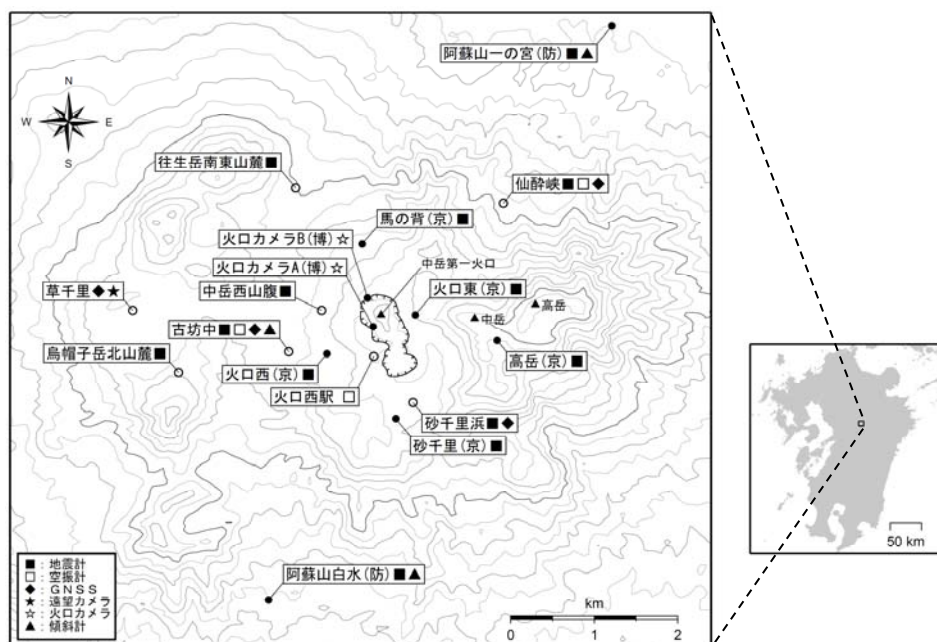 阿蘇山一の宮(防)■▲
N
W E
S
往生岳南東山麓■
仙酔峡■□◆
馬の背(京)■
火口カメラB(博)☆
火口カメラA(博)☆
中岳第一火口
草千里◆★
中岳西山腹■
火口東(京)■
高岳
中岳
古坊中■□◆▲
烏帽子岳北山麓■
火口西(京)■
高岳(京)■
火口西駅 □
砂千里浜■◆
砂千里(京)■
50 km
■:地震計
□:空振計
◆:GNSS
★:遠望カメラ
☆:火口カメラ
▲:傾斜計
阿蘇山白水(防)■▲
km
0 1 2